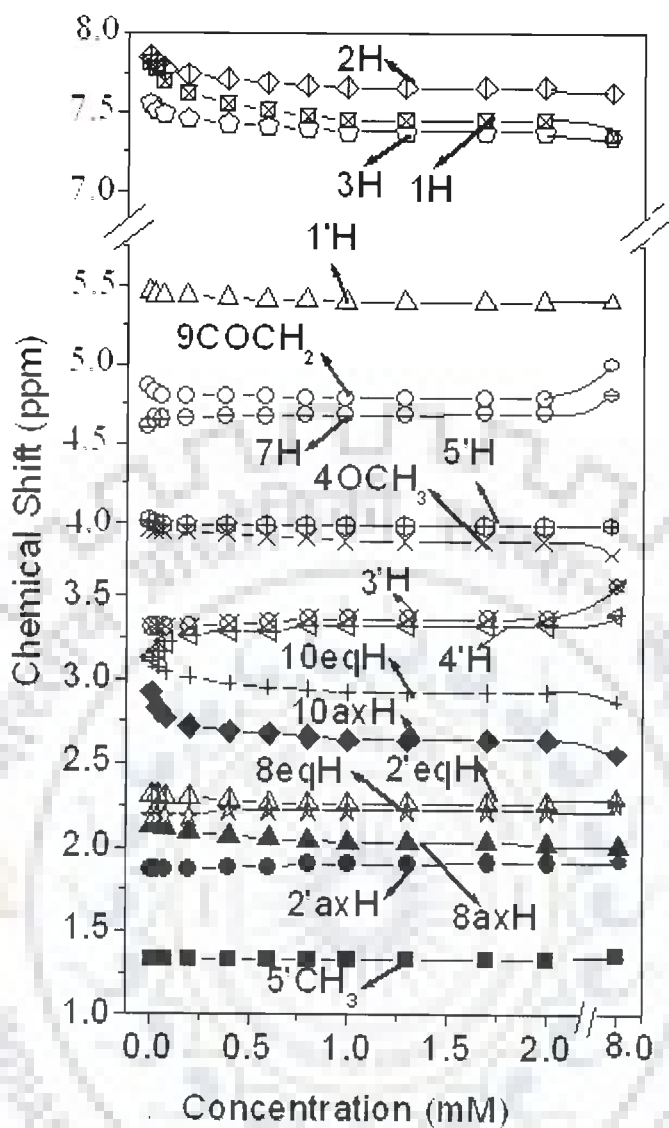 8.0
7.5
7.0
5.5
5.0
4.5
4.0
3.5
3.0
2.5
2.0
1.5
1.0
Chemical Shift (ppm)
2H
3H
1H
1'H
9COCH₂
7H
5'H
4OCH₃
3'H
4'H
10eqH
10axH
8eqH
2'eqH
2'axH
8axH
5'CH₃
0.0 0.5 1.0 1.5 2.0 8.0
Concentration (mM)